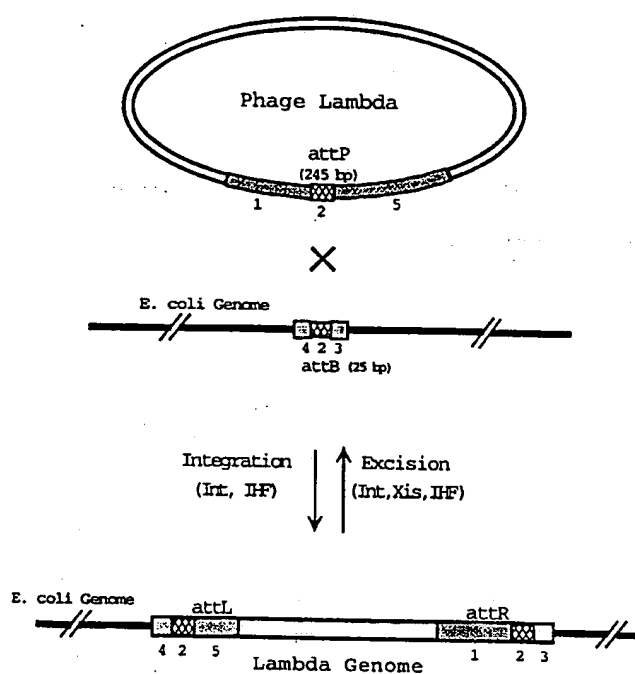 Phage Lambda
attP
(245 bp)
1 2 5
E. coli Genome
4 2 3
attB (25 bp)
Integration Excision
(Int, IHF) (Int,Xis,IHF)
E. coli Genome attL attR
4 2 5 1 2 3
Lambda Genome